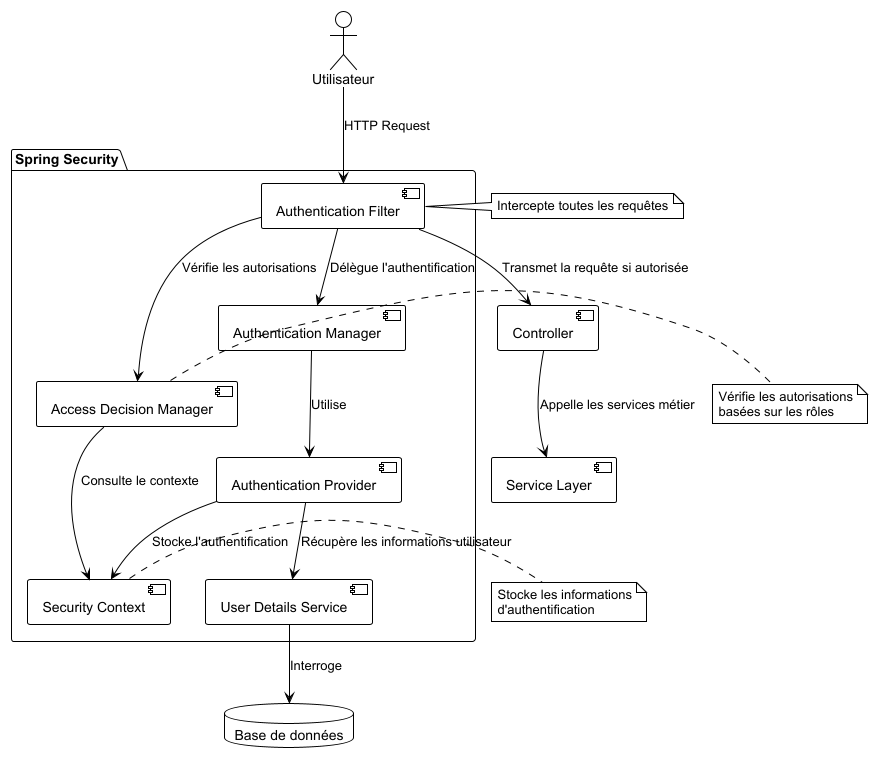 Utilisateur
HTTP Request
Spring Security
Authentication Filter
Intercepte toutes les requêtes
Vérifie les autorisations
Délègue l'authentification
Transmet la requête si autorisée
Authentication Manager
Controller
Access Decision Manager
Utilise
Appelle les services métier
Vérifie les autorisations
basées sur les rôles
Consulte le contexte
Authentication Provider
Service Layer
Stocke l'authentification
Récupère les informations utilisateur
Security Context
User Details Service
Stocke les informations
d'authentification
Interroge
Base de données